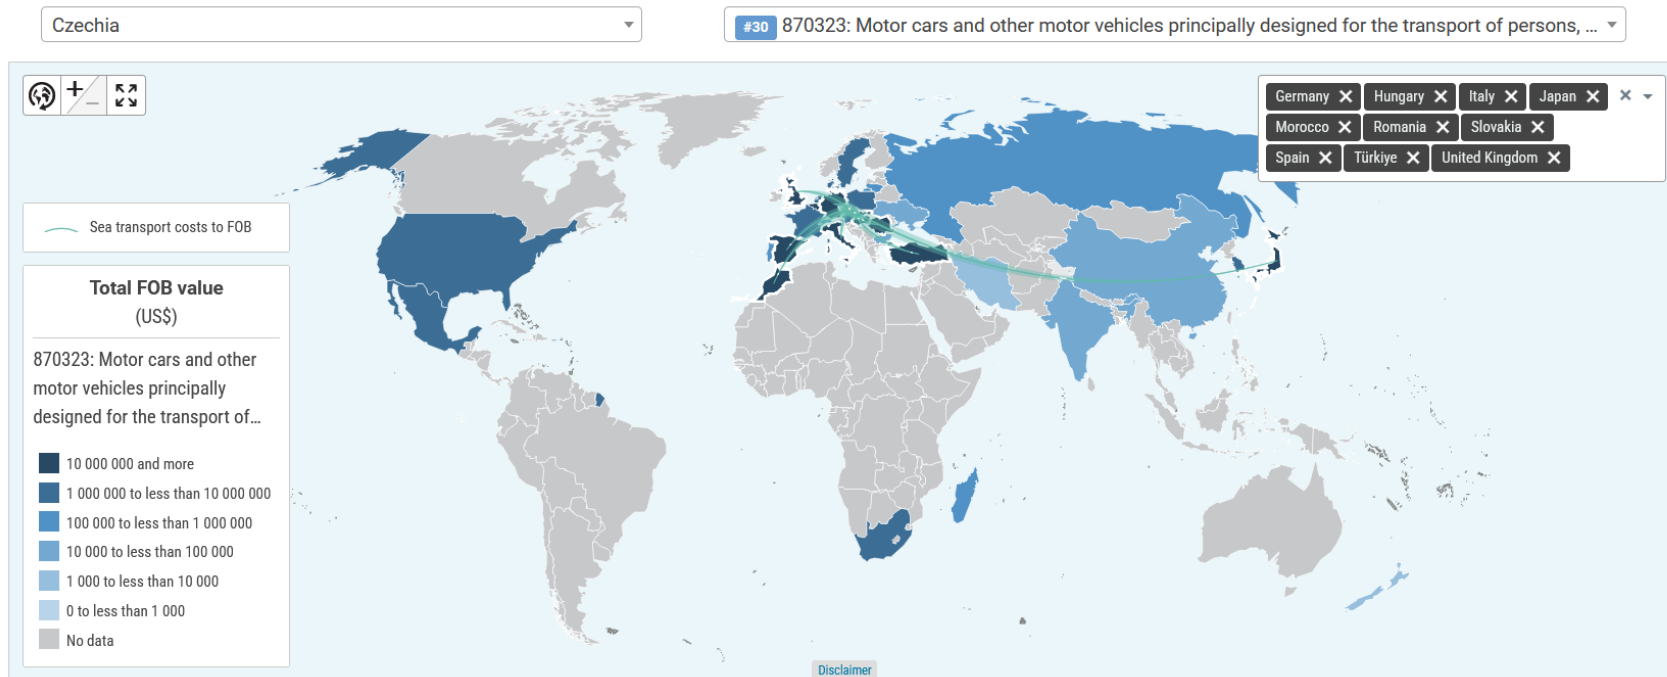 Czechia
#30 870323: Motor cars and other motor vehicles principally designed for the transport of persons, ...
Germany Hungary Italy Japan
Morocco Romania Slovakia
Spain Türkiye United Kingdom
Sea transport costs to FOB
Total FOB value
(US$)
870323: Motor cars and other
motor vehicles principally
designed for the transport of...
10 000 000 and more
1 000 000 to less than 10 000 000
100 000 to less than 1 000 000
10 000 to less than 100 000
1 000 to less than 10 000
0 to less than 1 000
No data
Disclaimer